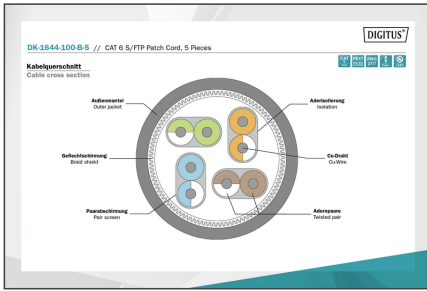 DIGITUS®
DK-1644-100-B-5 // CAT 6 S/FTP Patch Cord, 5 Pieces
Kabelquerschnitt
Cable cross section
Außenmantel
Outer jacket
Aderisolierung
Isolation
Geflechtschirmung
Braid shield
Cu-Draht
Cu-Wire
Paarabschirmung
Pair screen
Adernpaare
Twisted pair